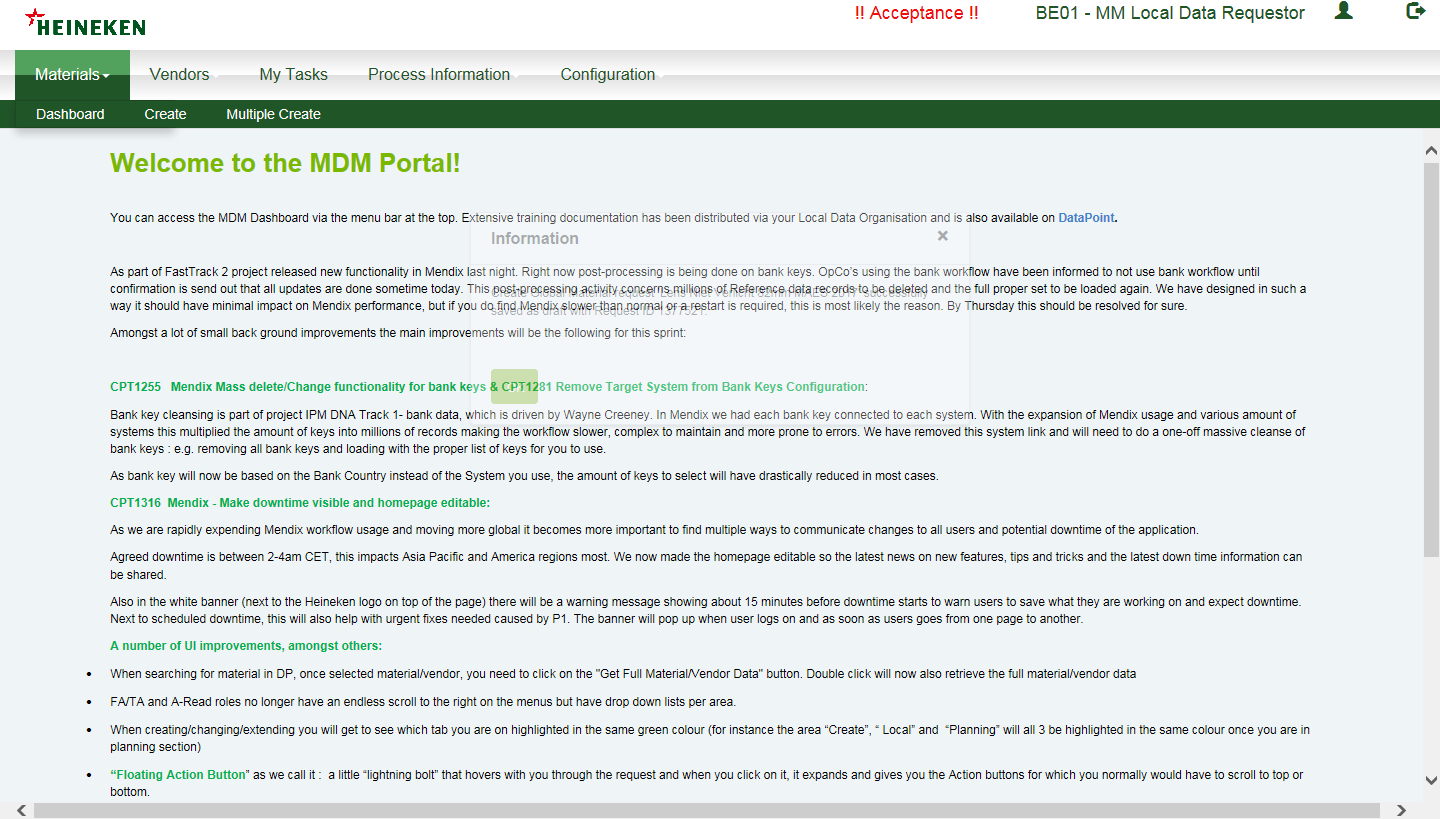 HEINEKEN
!! Acceptance !!
BE01 - MM Local Data Requestor
Materials
Vendors
My Tasks
Process Information
Configuration
Dashboard
Create
Multiple Create
Welcome to the MDM Portal!
You can access the MDM Dashboard via the menu bar at the top. Extensive training documentation has been distributed via your Local Data Organisation and is also available on DataPoint.
Information
×
As part of FastTrack 2 project released new functionality in Mendix last night. Right now post-processing is being done on bank keys. OpCo's using the bank workflow have been informed to not use bank workflow until
confirmation is send out that all updates are done sometime today. This post-processing activity concerns millions of Reference data records to be deleted and the full proper set to be loaded again. We have designed in such a
Create Global Material request 'Lens Niet Verlicht 82mm MAES 2017' successfully
way it should have minimal impact on Mendix performance, but if you do find Mendix slower than normal or a restart is required, this is most likely the reason. By Thursday this should be resolved for sure.
saved as draft with Request ID 1377521.
Amongst a lot of small back ground improvements the main improvements will be the following for this sprint:
CPT1255 Mendix Mass delete/Change functionality for bank keys & CPT1281 Remove Target System from Bank Keys Configuration:
Bank key cleansing is part of project IPM DNA Track 1- bank data, which is driven by Wayne Creeney. In Mendix we had each bank key connected to each system. With the expansion of Mendix usage and various amount of
systems this multiplied the amount of keys into millions of records making the workflow slower, complex to maintain and more prone to errors. We have removed this system link and will need to do a one-off massive cleanse of
bank keys : e.g. removing all bank keys and loading with the proper list of keys for you to use.
As bank key will now be based on the Bank Country instead of the System you use, the amount of keys to select will have drastically reduced in most cases.
CPT1316 Mendix - Make downtime visible and homepage editable:
As we are rapidly expending Mendix workflow usage and moving more global it becomes more important to find multiple ways to communicate changes to all users and potential downtime of the application.
Agreed downtime is between 2-4am CET, this impacts Asia Pacific and America regions most. We now made the homepage editable so the latest news on new features, tips and tricks and the latest down time information can
be shared.
Also in the white banner (next to the Heineken logo on top of the page) there will be a warning message showing about 15 minutes before downtime starts to warn users to save what they are working on and expect downtime.
Next to scheduled downtime, this will also help with urgent fixes needed caused by P1. The banner will pop up when user logs on and as soon as users goes from one page to another.
A number of UI improvements, amongst others:
• When searching for material in DP, once selected material/vendor, you need to click on the "Get Full Material/Vendor Data" button. Double click will now also retrieve the full material/vendor data
• FA/TA and A-Read roles no longer have an endless scroll to the right on the menus but have drop down lists per area.
• When creating/changing/extending you will get to see which tab you are on highlighted in the same green colour (for instance the area “Create”, “ Local” and “Planning” will all 3 be highlighted in the same colour once you are in
planning section)
• “Floating Action Button” as we call it : a little “lightning bolt” that hovers with you through the request and when you click on it, it expands and gives you the Action buttons for which you normally would have to scroll to top or
bottom.